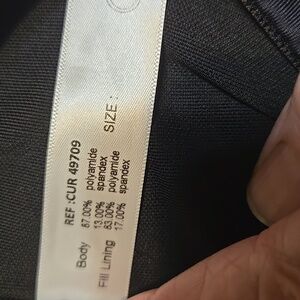 REF :CUR 49709
Body 87.00% polyamide
13.00% spandex
Fill Lining 83.00% polyamide
17.00% spandex
SIZE :